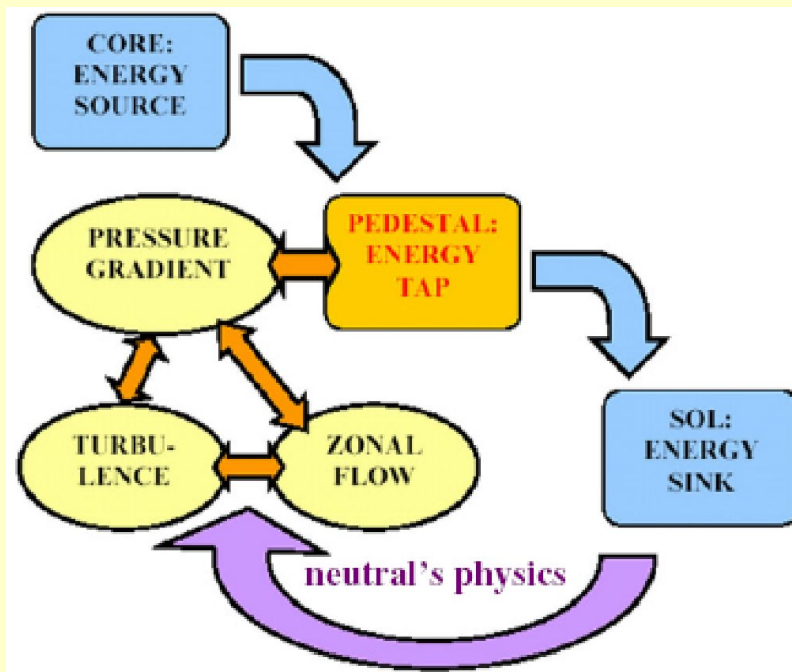 CORE:
ENERGY
SOURCE
PRESSURE
GRADIENT
PEDESTAL:
ENERGY
TAP
TURBU-
LENCE
ZONAL
FLOW
SOL:
ENERGY
SINK
neutral's physics